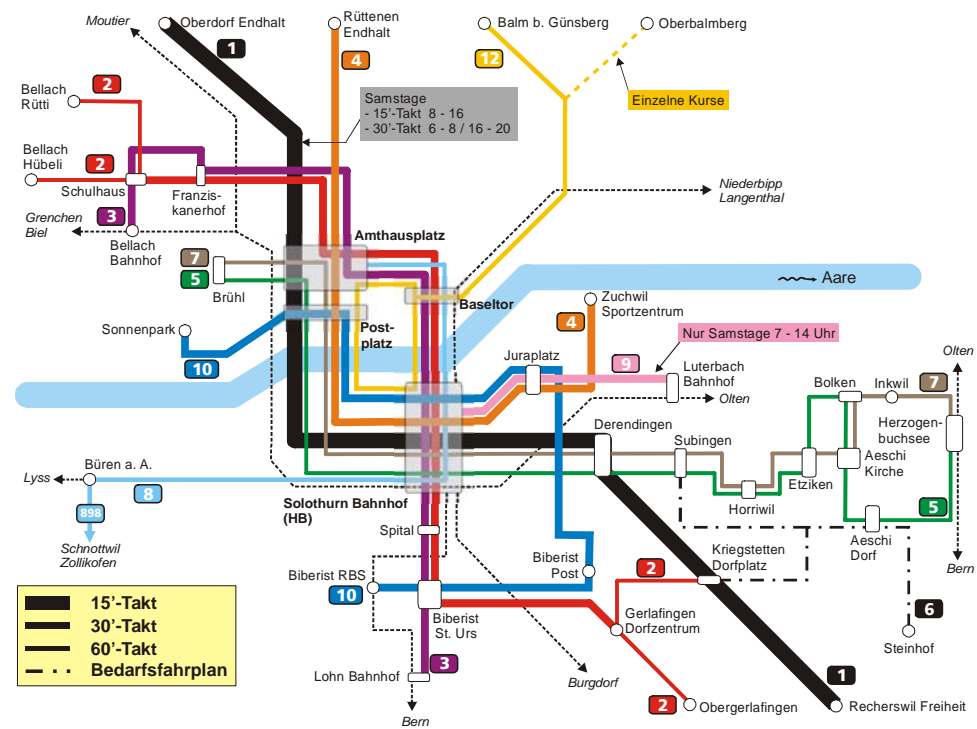 Moutier
Oberdorf Endhalt
1
Rüttenen
Endhalt
4
Balm b. Günsberg
12
Oberbalmberg
Einzelne Kurse
Samstage
- 15'-Takt 8 - 16
- 30'-Takt 6 - 8 / 16 - 20
Bellach
Rütti
2
Bellach
Hübeli
2
Schulhaus
Franzis-
kanerhof
3
Grenchen
Biel
Bellach
Bahnhof
Niederbipp
Langenthal
Amthausplatz
7
5
Brühl
Aare
Baseltor
Zuchwil
Sportzentrum
4
Sonnenpark
10
Post-
platz
Nur Samstage 7 - 14 Uhr
Juraplatz
9
Luterbach
Bahnhof
Olten
Olten
Bolken
Inkwil
7
Herzogen-
buchsee
Derendingen
Subingen
Aeschi
Kirche
Etziken
Horriwil
5
Aeschi
Dorf
Bern
Lyss
Büren a. A.
8
898
Schnottwil
Zollikofen
Solothurn Bahnhof
(HB)
Spital
Biberist RBS
10
Biberist
Post
Biberist
St. Urs
Kriegstetten
Dorfplatz
2
Gerlafingen
Dorfzentrum
6
Steinhof
15'-Takt
30'-Takt
60'-Takt
Bedarfsfahrplan
Lohn Bahnhof
3
Bern
Burgdorf
2
Obergerlafingen
1
Recherswil Freiheit